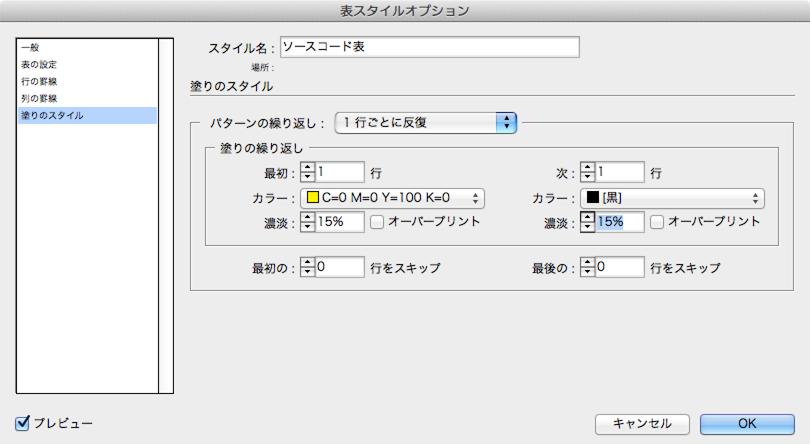 表スタイルオプション
一般
表の設定
行の罫線
列の罫線
塗りのスタイル
スタイル名 : ソースコード表
場所 :
塗りのスタイル
パターンの繰り返し : 1 行ごとに反復
塗りの繰り返し
最初 : 1 行 次 : 1 行
カラー : C=0 M=0 Y=100 K=0 カラー : [黒]
濃淡 : 15% オーバープリント 濃淡 : 15% オーバープリント
最初の : 0 行をスキップ 最後の : 0 行をスキップ
プレビュー キャンセル OK